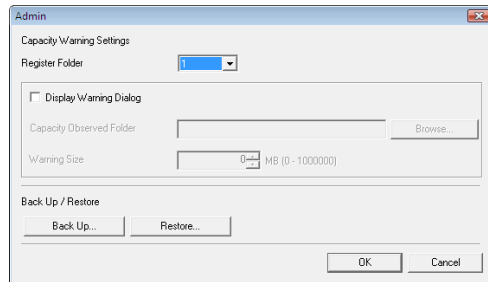 Admin
Capacity Warning Settings
Register Folder 1
Display Warning Dialog
Capacity Observed Folder Browse...
Warning Size 0 MB (0 - 1000000)
Back Up / Restore
Back Up... Restore...
OK Cancel